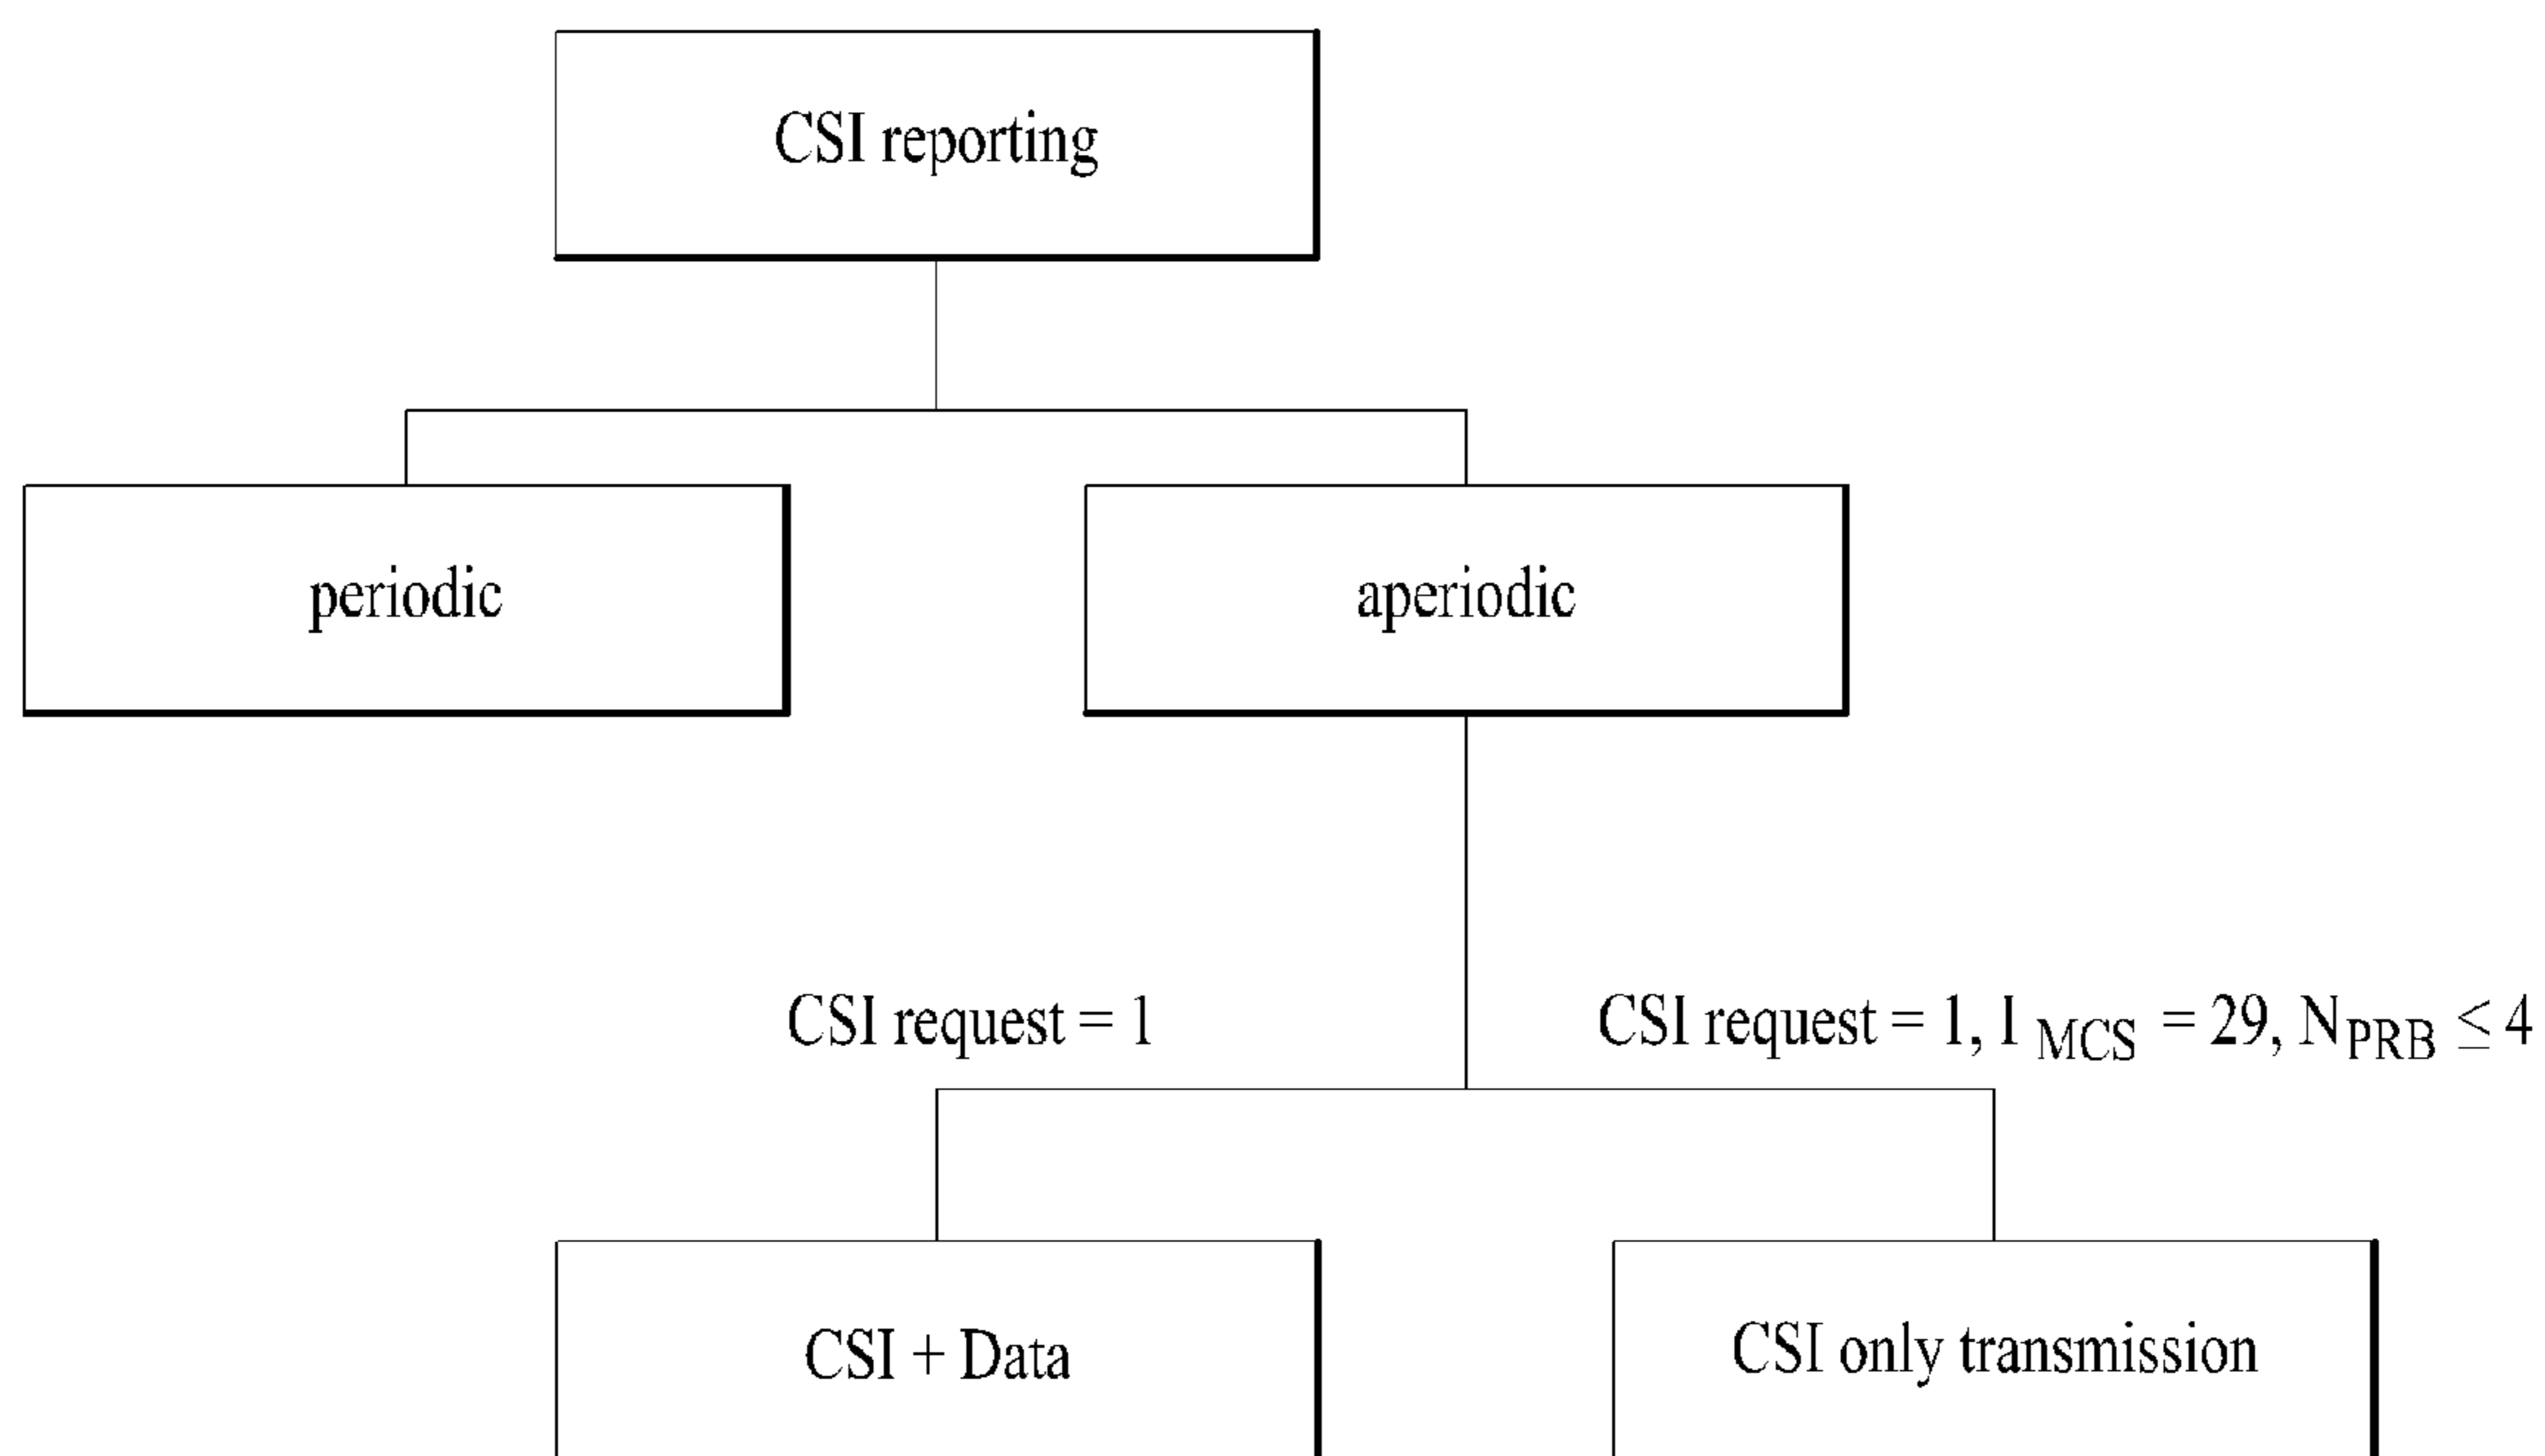 CSI reporting
periodic
aperiodic
CSI request = 1
CSI request = 1, I MCS = 29, NPRB ≤ 4
CSI + Data
CSI only transmission